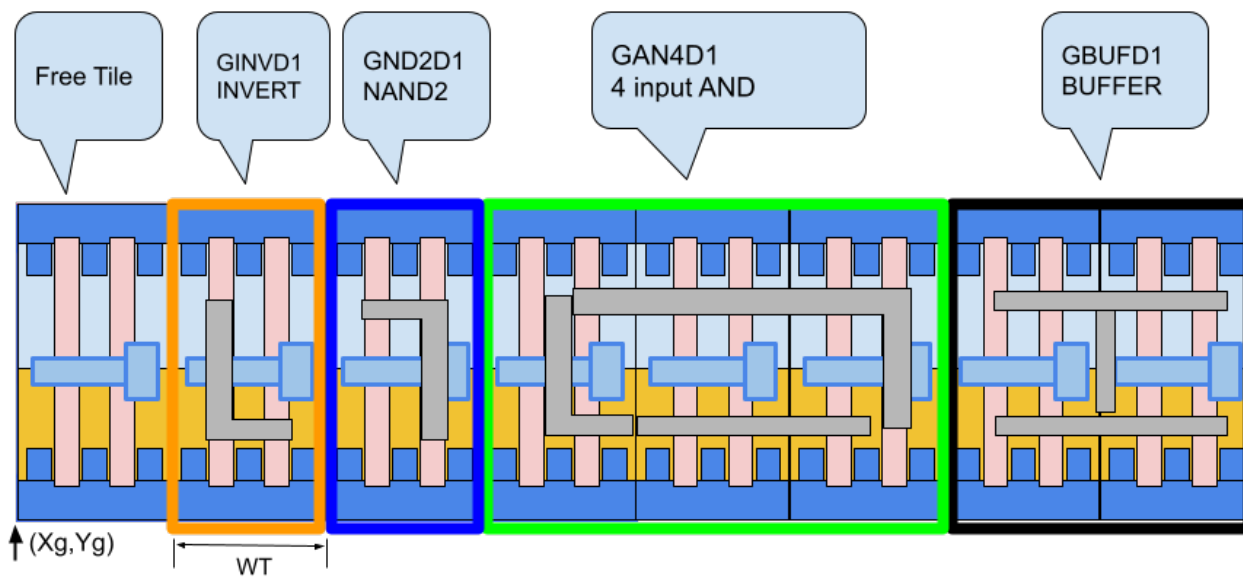 Free Tile
GINVD1
INVERT
GND2D1
NAND2
GAN4D1
4 input AND
GBUFD1
BUFFER
(Xg,Yg)
WT